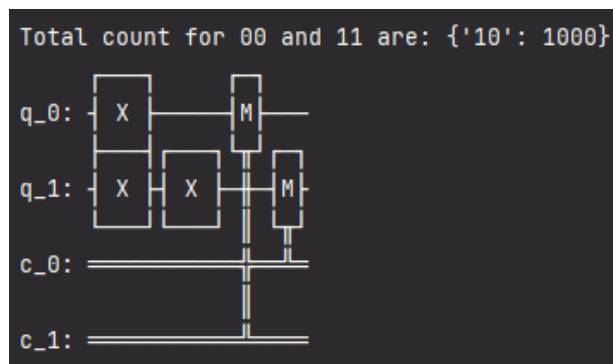 Total count for 00 and 11 are: {'10': 1000}
q_0: X M
q_1: X X M
c_0:
c_1: